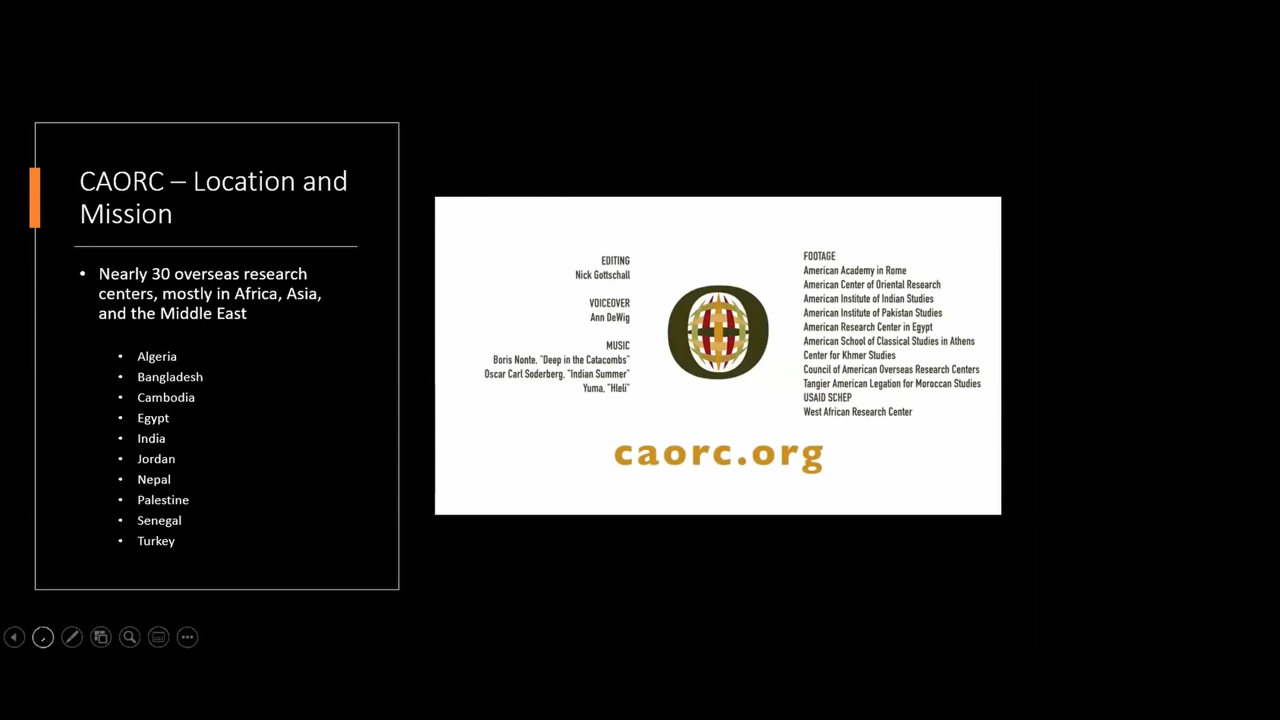 CAORC – Location and
Mission
• Nearly 30 overseas research
centers, mostly in Africa, Asia,
and the Middle East
• Algeria
• Bangladesh
• Cambodia
• Egypt
• India
• Jordan
• Nepal
• Palestine
• Senegal
• Turkey
EDITING
Nick Gottschall
VOICEOVER
Ann DeWig
MUSIC
Boris Nonte, "Deep in the Catacombs"
Oscar Carl Soderberg. "Indian Summer"
Yuma, "Hleli"
FOOTAGE
American Academy in Rome
American Center of Oriental Research
American Institute of Indian Studies
American Institute of Pakistan Studies
American Research Center in Egypt
American School of Classical Studies in Athens
Center for Khmer Studies
Council of American Overseas Research Centers
Tangier American Legation for Moroccan Studies
USAID SCHEP
West African Research Center
caorc.org